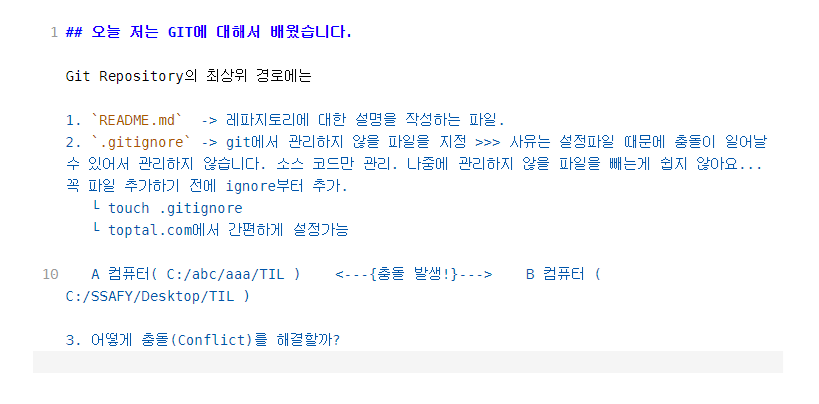 1 ## 오늘 저는 GIT에 대해서 배웠습니다.
Git Repository의 최상위 경로에는
1. `README.md`  -> 레파지토리에 대한 설명을 작성하는 파일.
2. `.gitignore` -> git에서 관리하지 않을 파일을 지정 >>> 사유는 설정파일 때문에 충돌이 일어날
수 있어서 관리하지 않습니다. 소스 코드만 관리. 나중에 관리하지 않을 파일을 빼는게 쉽지 않아요...
꼭 파일 추가하기 전에 ignore부터 추가.
└ touch .gitignore
└ toptal.com에서 간편하게 설정가능
10 A 컴퓨터( C:/abc/aaa/TIL )    <---{충돌 발생!}--->    B 컴퓨터 (
C:/SSAFY/Desktop/TIL )
3. 어떻게 충돌(Conflict)를 해결할까?